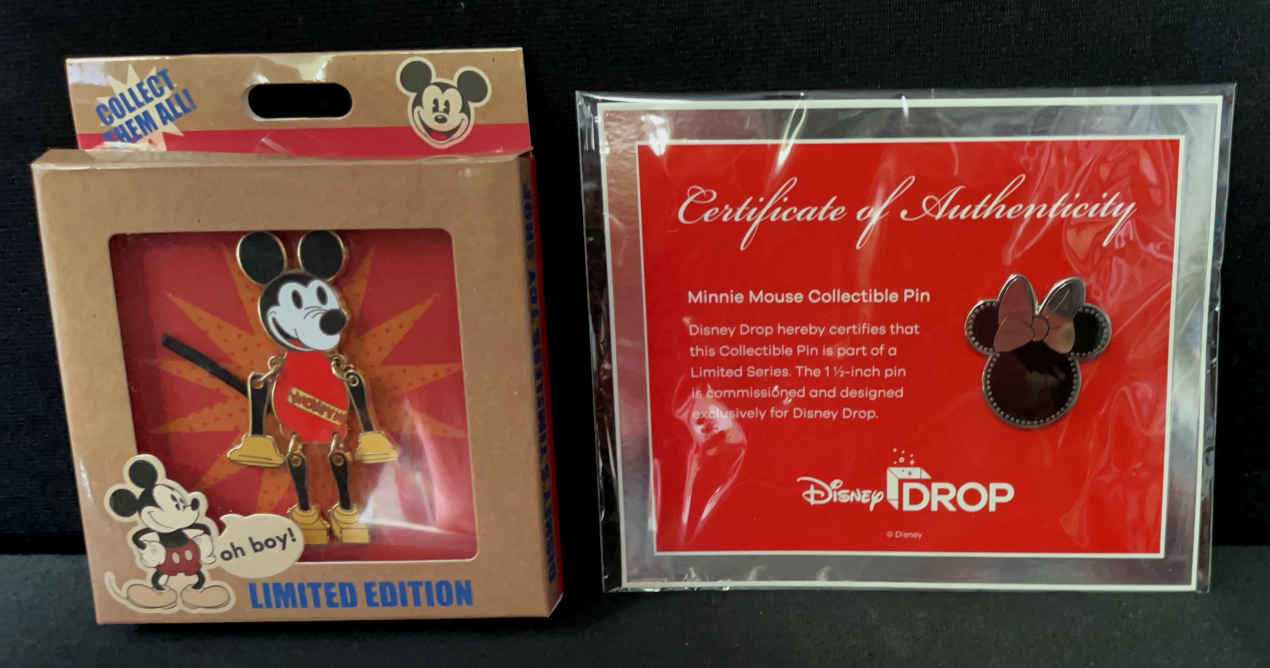 COLLECT
THEM ALL!
oh boy!
LIMITED EDITION
Certificate of Authenticity
Minnie Mouse Collectible Pin
Disney Drop hereby certifies that
this Collectible Pin is part of a
Limited Series. The 1 ½-inch pin
is commissioned and designed
exclusively for Disney Drop.
Disney DROP
© Disney